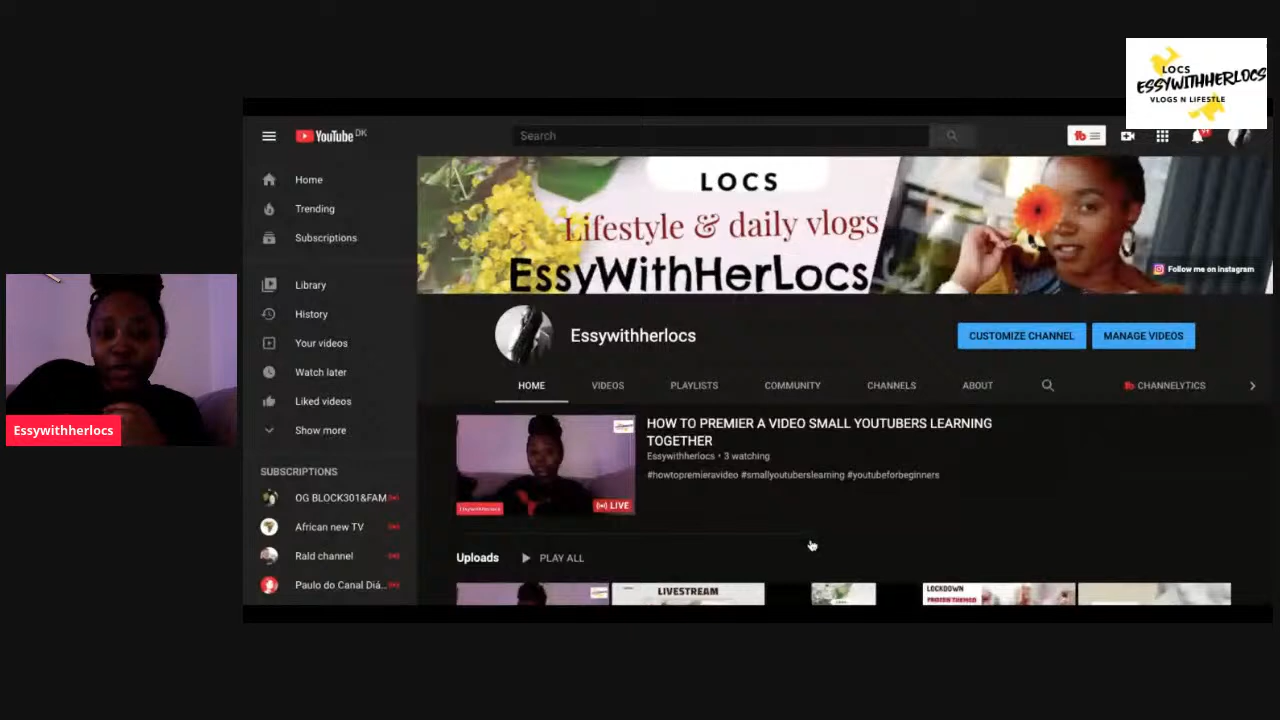 LOCS
ESSYWITHHERLOCS
VLOGS N LIFESTLE
YouTube DK
Search
Home
Trending
Subscriptions
Library
History
Your videos
Watch later
Liked videos
Show more
SUBSCRIPTIONS
OG BLOCK301&FAM
African new TV
Rald channel
Paulo do Canal Diá...
LOCS
Lifestyle & daily vlogs
EssyWithHerLocs
Follow me on instagram
Essywithherlocs
CUSTOMIZE CHANNEL
MANAGE VIDEOS
HOME
VIDEOS
PLAYLISTS
COMMUNITY
CHANNELS
ABOUT
CHANNELYTICS
HOW TO PREMIER A VIDEO SMALL YOUTUBERS LEARNING
TOGETHER
Essywithherlocs • 3 watching
#howtopremieravideo #smallyoutuberslearning #youtubeforbeginners
LIVE
Uploads
PLAY ALL
LIVESTREAM
LOCKDOWN
Essywithherlocs